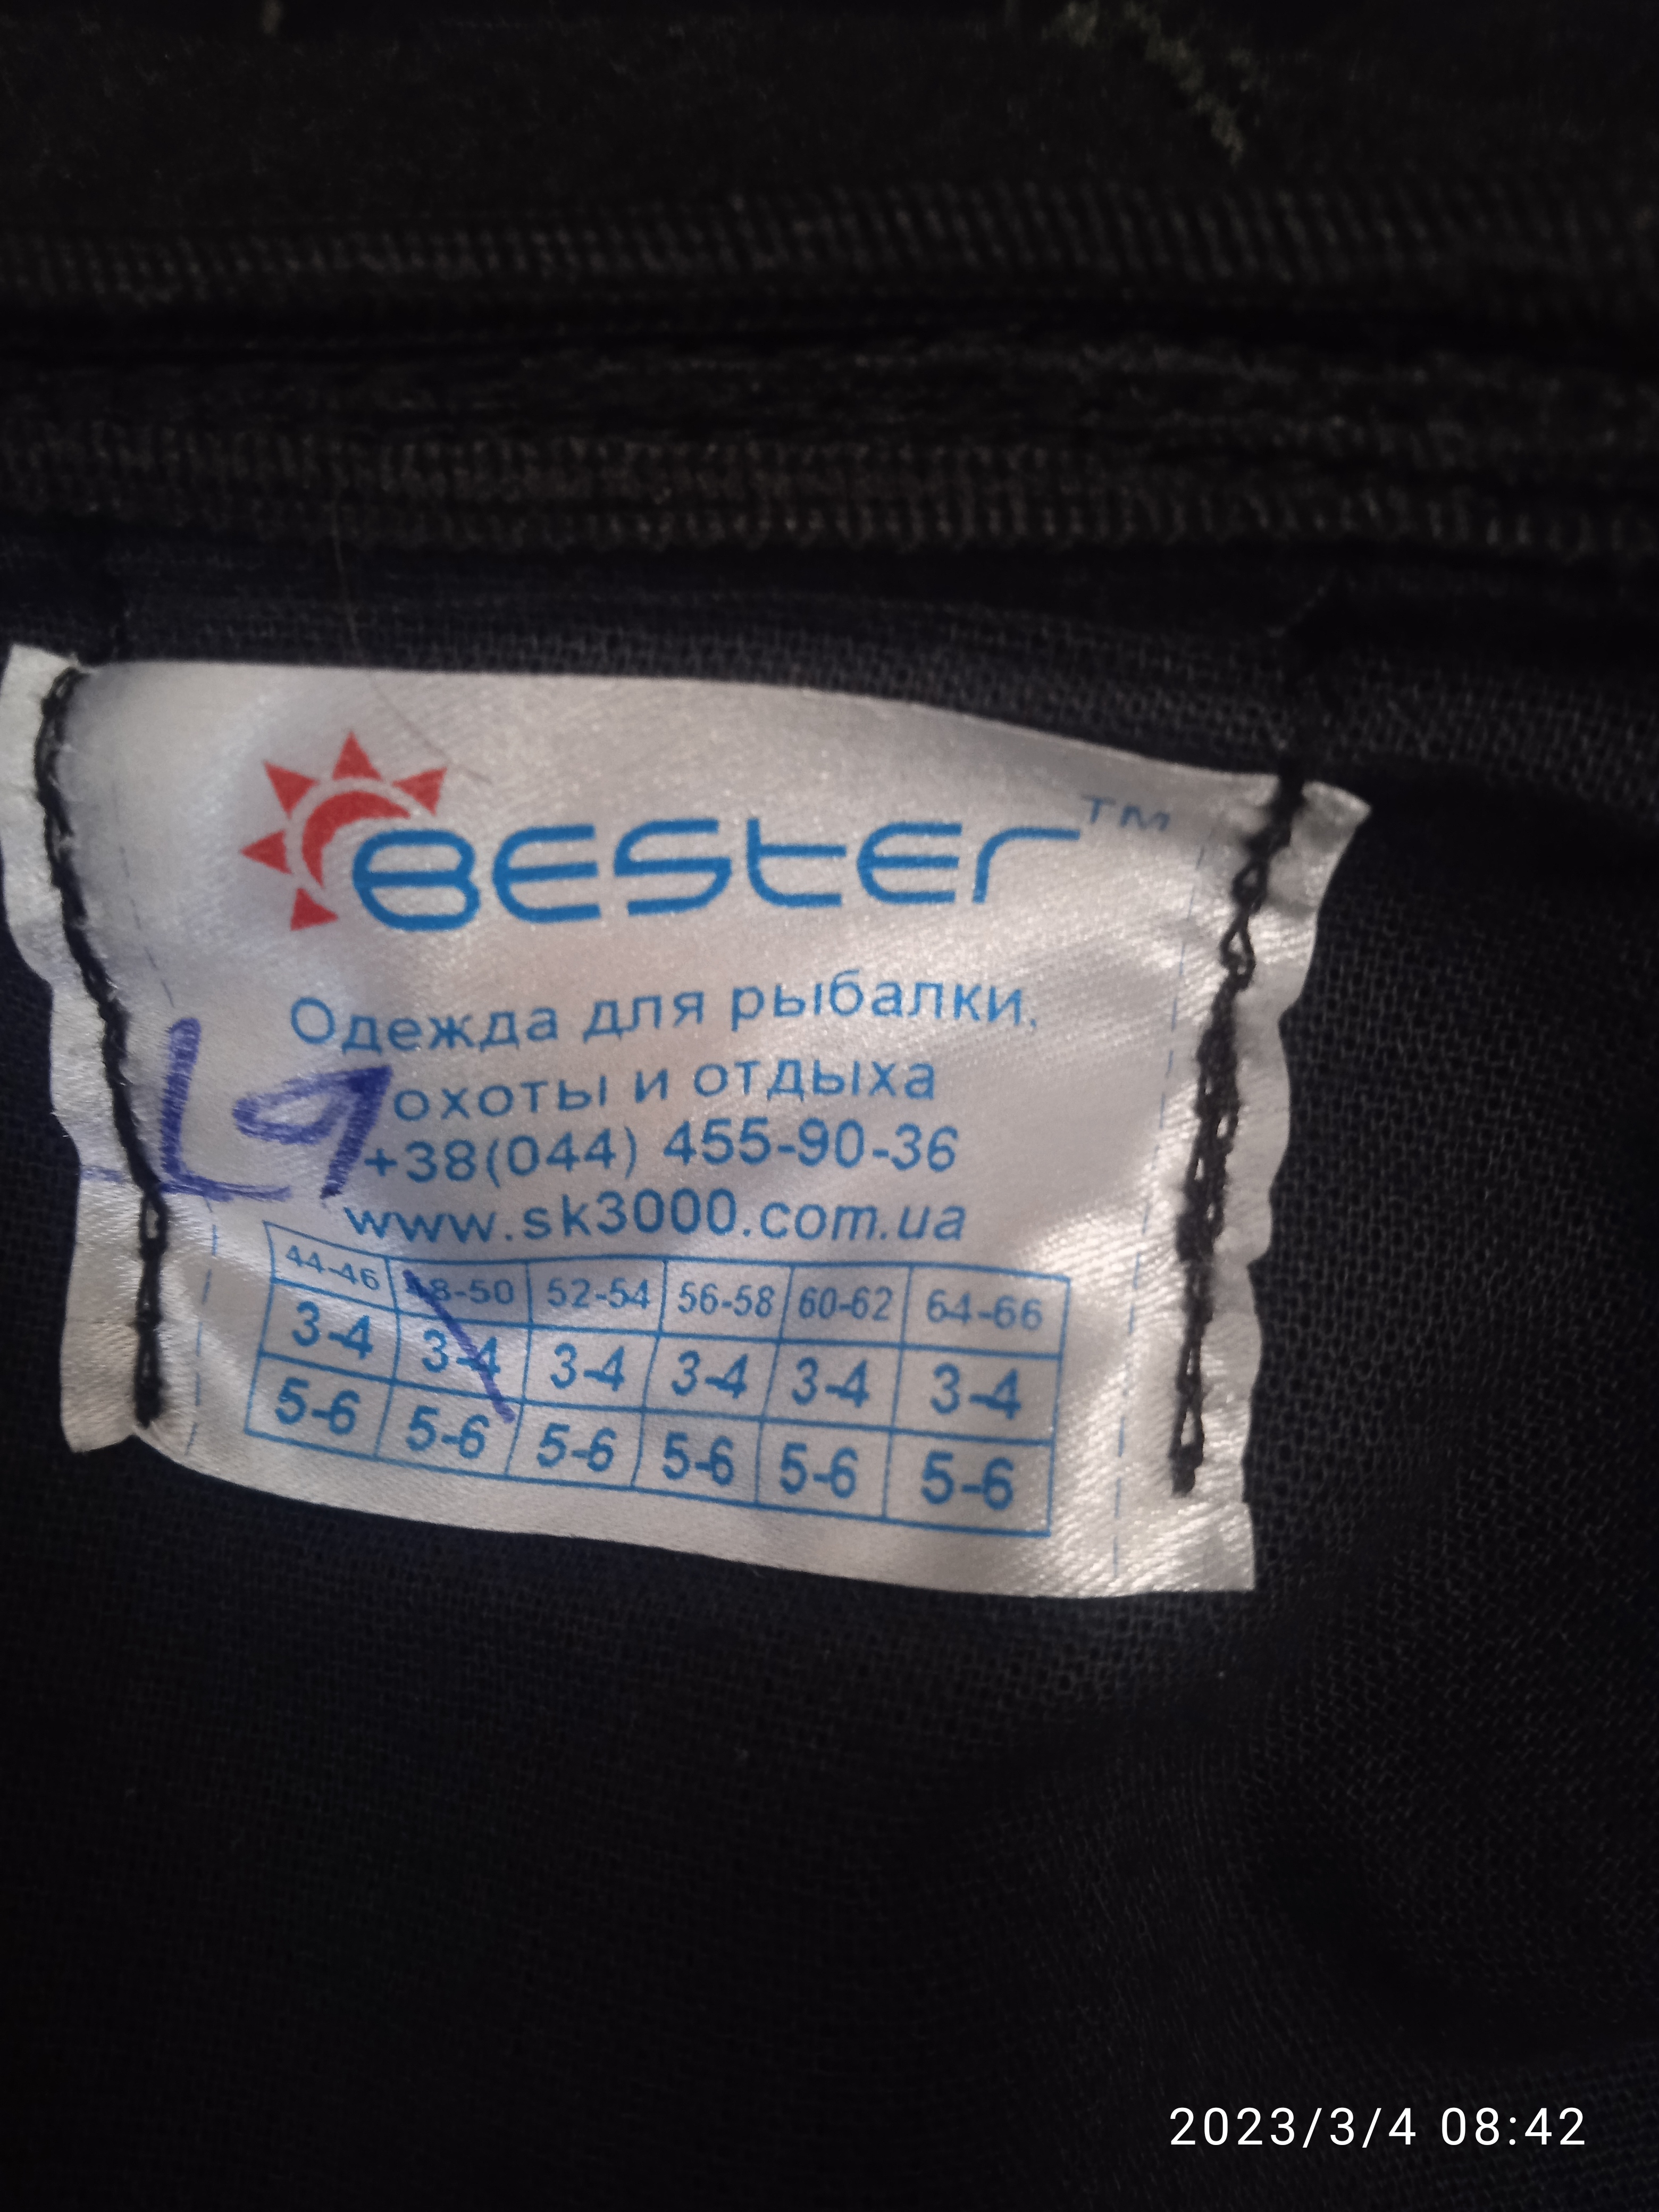 BESTER™
Одежда для рыбалки,
охоты и отдыха
+38(044) 455-90-36
www.sk3000.com.ua
44-46 48-50 52-54 56-58 60-62 64-66
3-4 3-4 3-4 3-4 3-4 3-4
5-6 5-6 5-6 5-6 5-6 5-6
2023/3/4 08:42